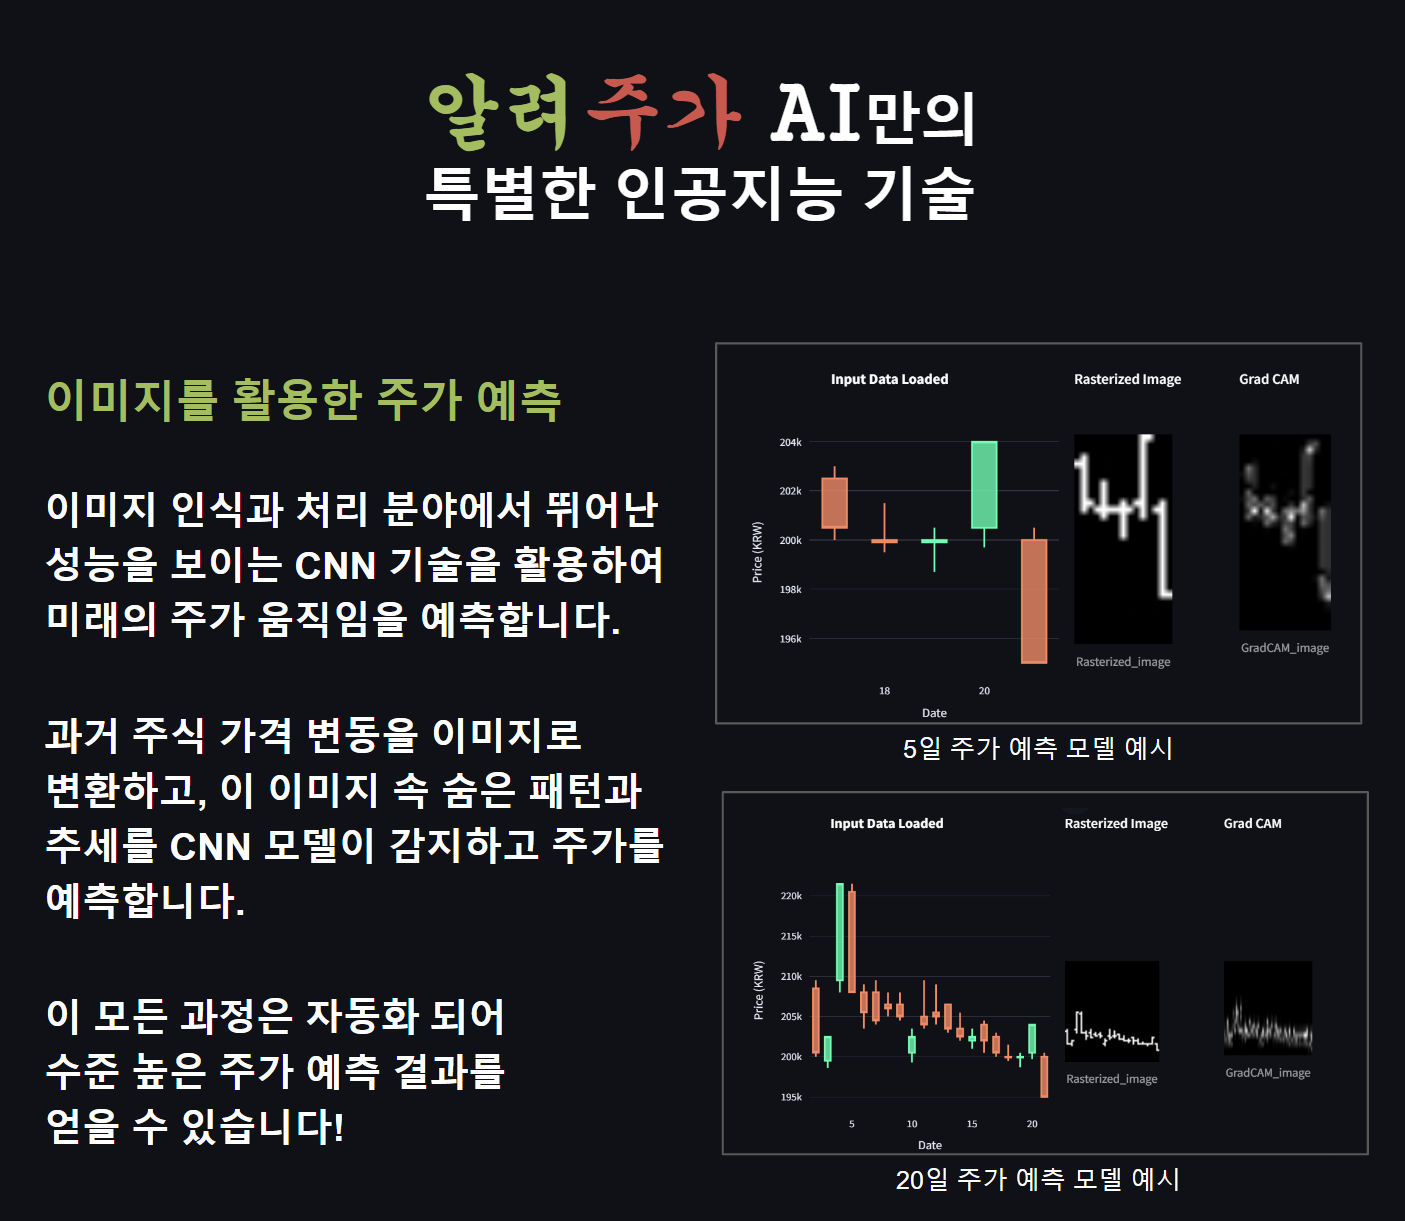 알려주가 AI만의
특별한 인공지능 기술
이미지를 활용한 주가 예측
이미지 인식과 처리 분야에서 뛰어난
성능을 보이는 CNN 기술을 활용하여
미래의 주가 움직임을 예측합니다.
과거 주식 가격 변동을 이미지로
변환하고, 이 이미지 속 숨은 패턴과
추세를 CNN 모델이 감지하고 주가를
예측합니다.
이 모든 과정은 자동화 되어
수준 높은 주가 예측 결과를
얻을 수 있습니다!
Input Data Loaded
Rasterized Image
Grad CAM
204k
202k
200k
198k
196k
Price (KRW)
18
20
Date
Rasterized_image
GradCAM_image
5일 주가 예측 모델 예시
Input Data Loaded
Rasterized Image
Grad CAM
220k
215k
210k
205k
200k
195k
Price (KRW)
5
10
15
20
Date
Rasterized_image
GradCAM_image
20일 주가 예측 모델 예시